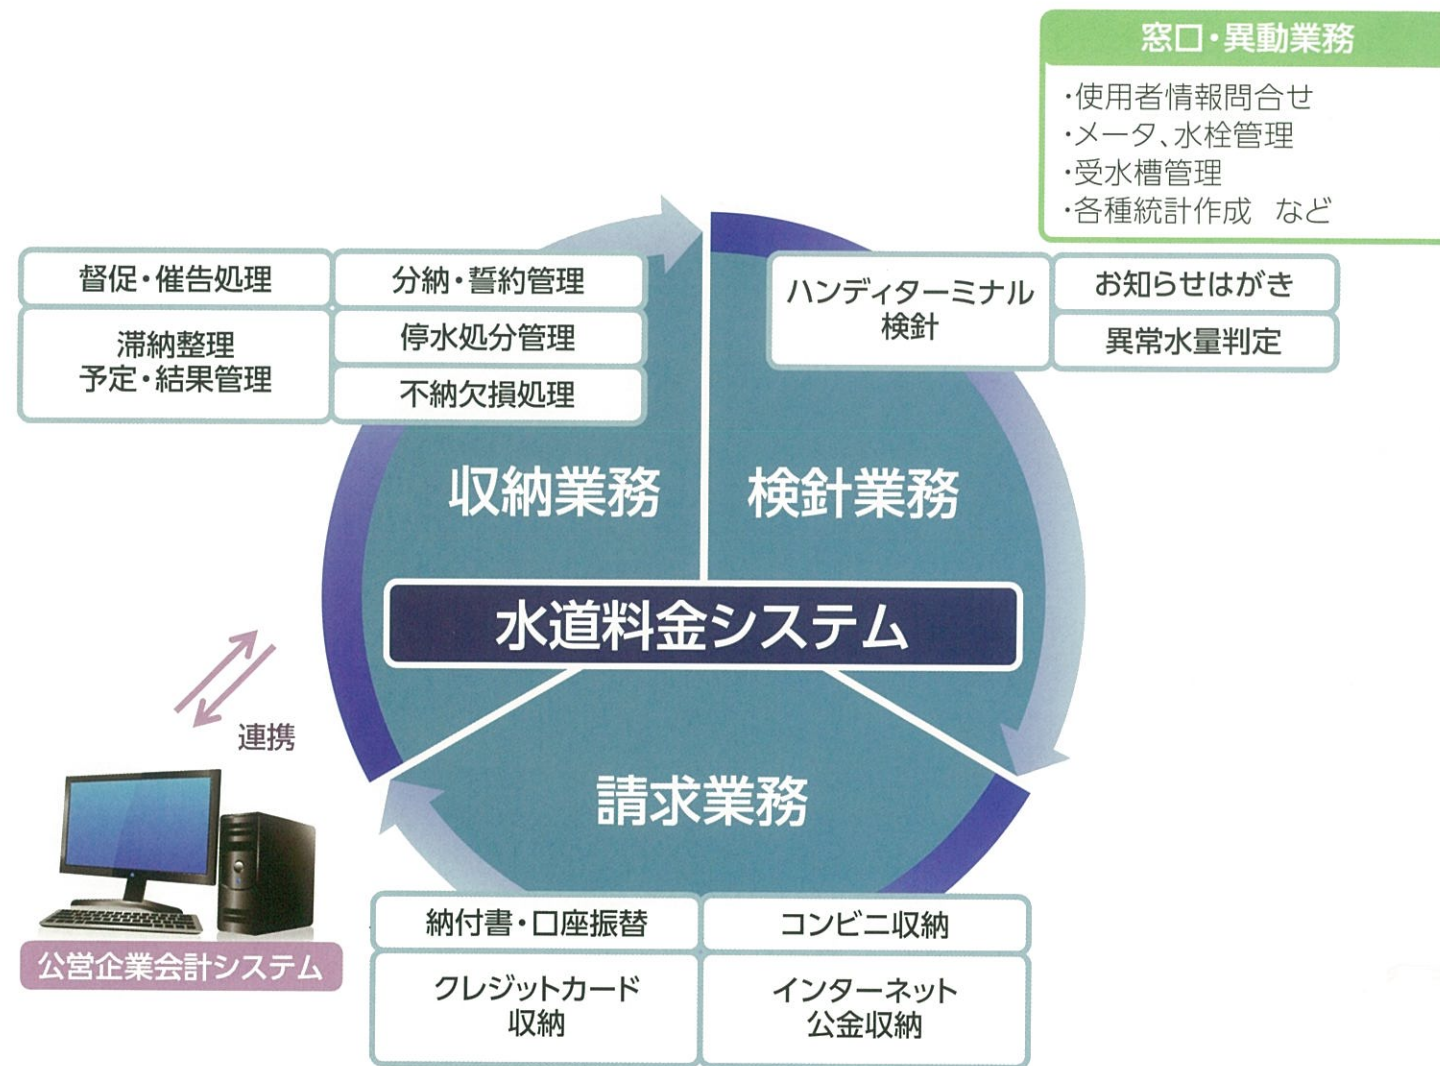 窓口・異動業務
・使用者情報問合せ
・メータ、水栓管理
・受水槽管理
・各種統計作成　など
督促・催告処理
分納・誓約管理
滞納整理
予定・結果管理
停水処分管理
不納欠損処理
ハンディターミナル
検針
お知らせはがき
異常水量判定
収納業務
検針業務
水道料金システム
請求業務
連携
公営企業会計システム
納付書・口座振替
コンビニ収納
クレジットカード
収納
インターネット
公金収納